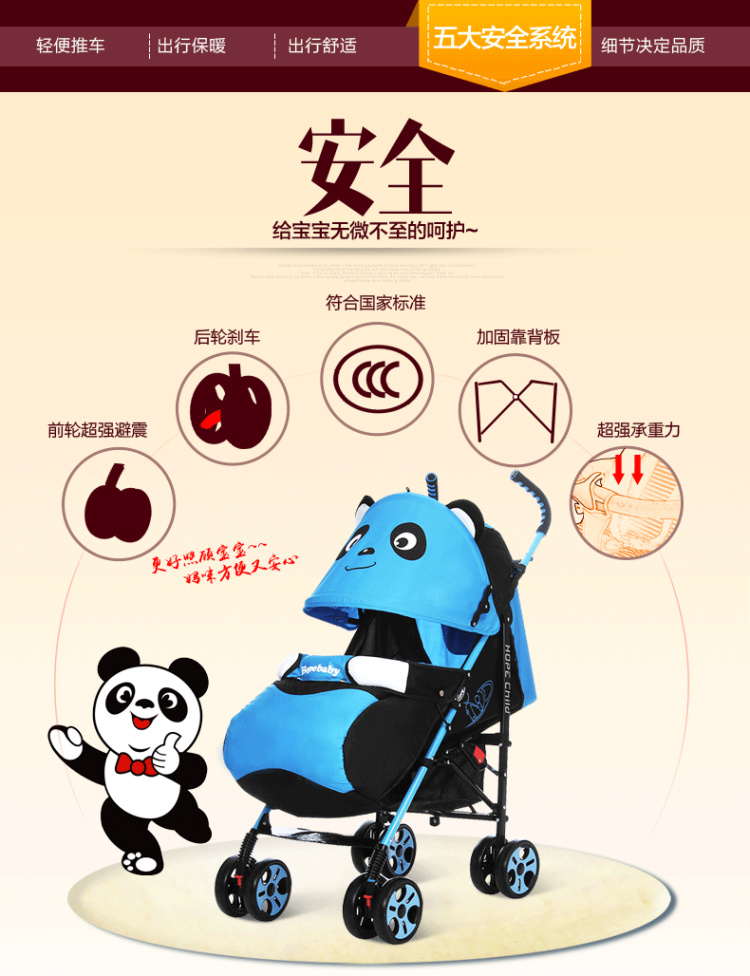 轻便推车
出行保暖
出行舒适
五大安全系统
细节决定品质
安全
给宝宝无微不至的呵护~
符合国家标准
后轮刹车
加固靠背板
前轮超强避震
超强承重力
更好照顾宝宝~~
妈咪方便又安心
HOPE Child